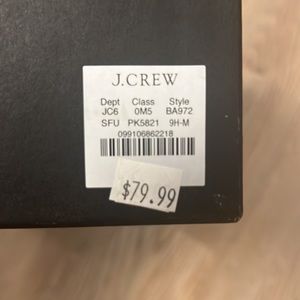 J.CREW
Dept Class Style
JC6 0M5 BA972
SFU PK5821 9H-M
099106862218
$79.99